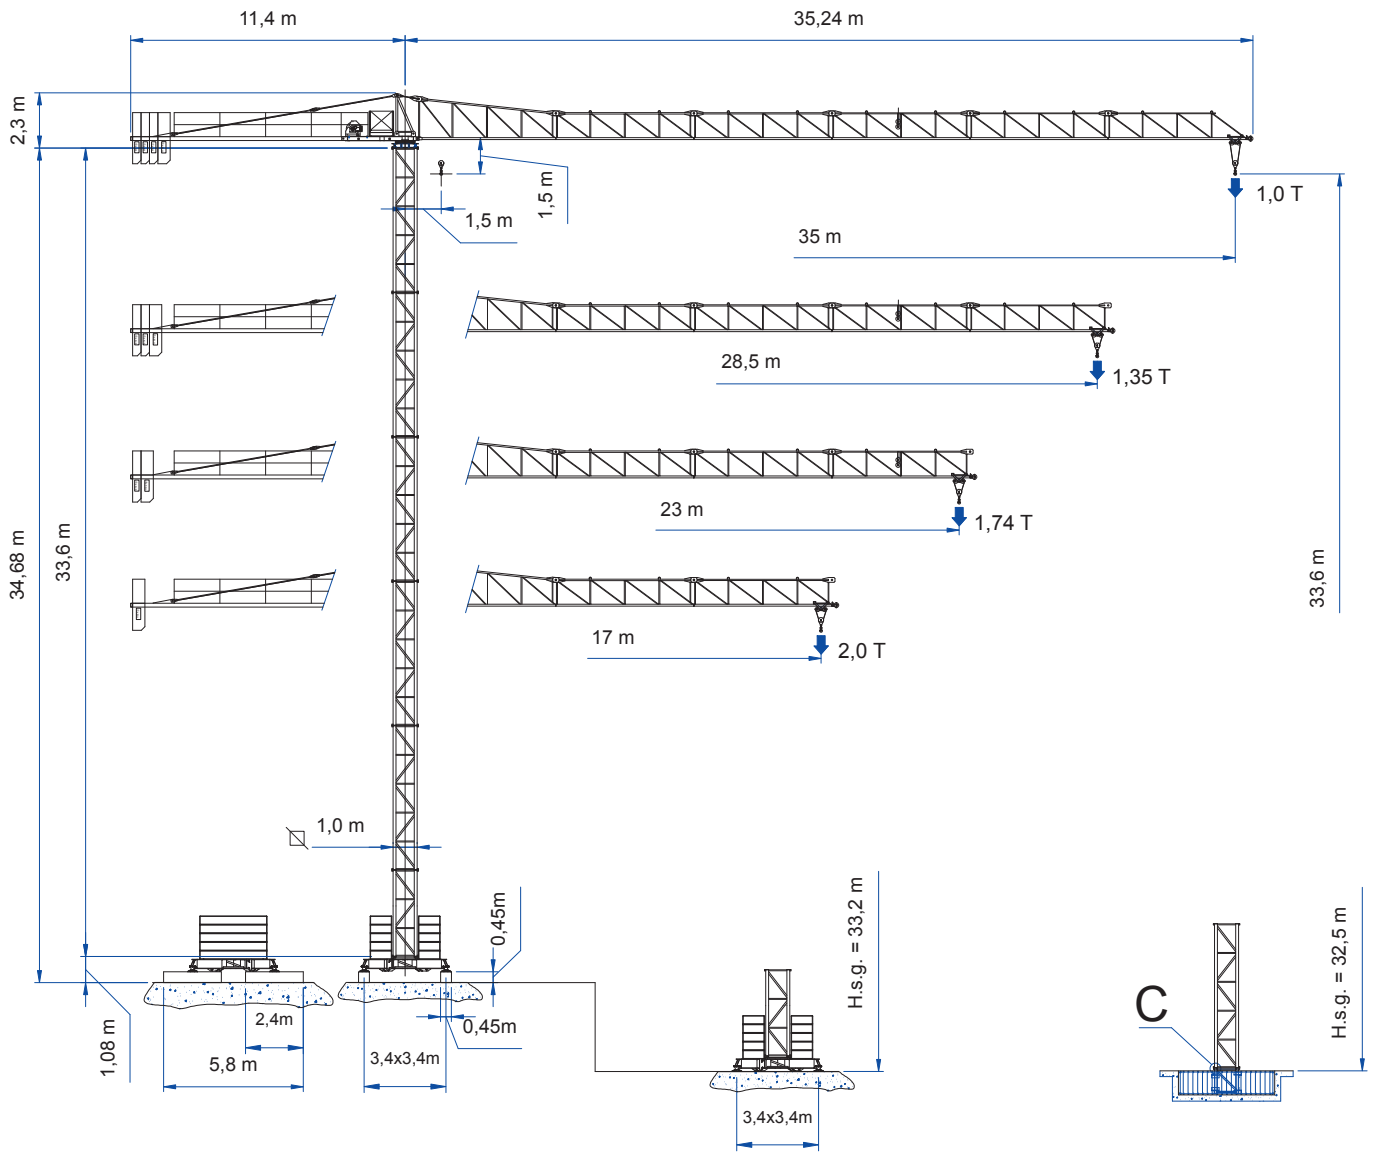 11,4 m
35,24 m
2,3 m
1,5 m
1,5 m
1,0 T
35 m
28,5 m
1,35 T
23 m
1,74 T
34,68 m
33,6 m
33,6 m
17 m
2,0 T
1,0 m
0,45m
H.s.g. = 33,2 m
H.s.g. = 32,5 m
C
2,4m
0,45m
1,08 m
5,8 m
3,4x3,4m
3,4x3,4m